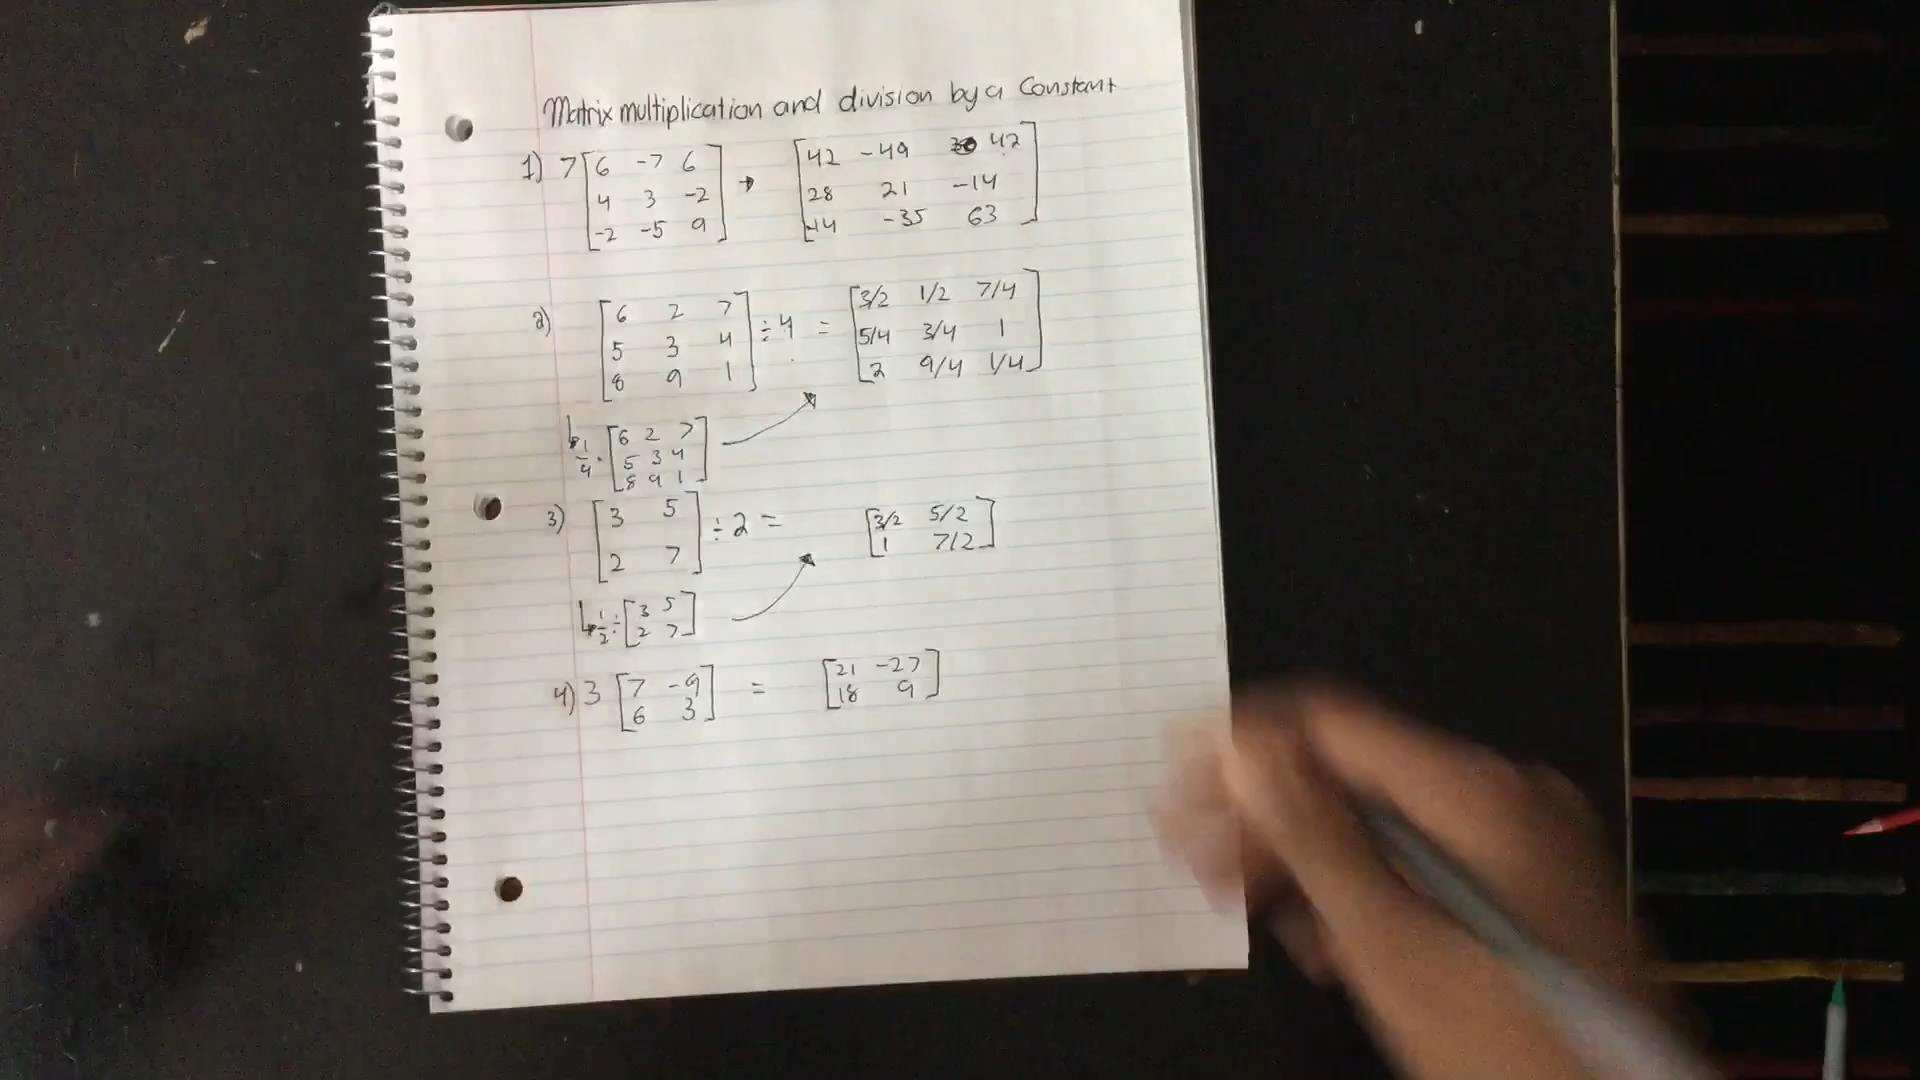 Matrix multiplication and division by a Constant
1) 7 [6 -7 6 → [42 -49 42
4 3 -2 28 21 -14
-2 -5 9] -14 -35 63]
2) [6 2 7 ÷4 = [3/2 1/2 7/4
5 3 4 5/4 3/4 1
8 9 1] 2 9/4 1/4]
↳ 1/4 · [6 2 7
5 3 4
8 9 1]
3) [3 5 ÷2 = [3/2 5/2
2 7] 1 7/2]
↳ 1/2 ÷ [3 5
2 7]
4) 3 [7 -9 = [21 -27
6 3] 18 9]